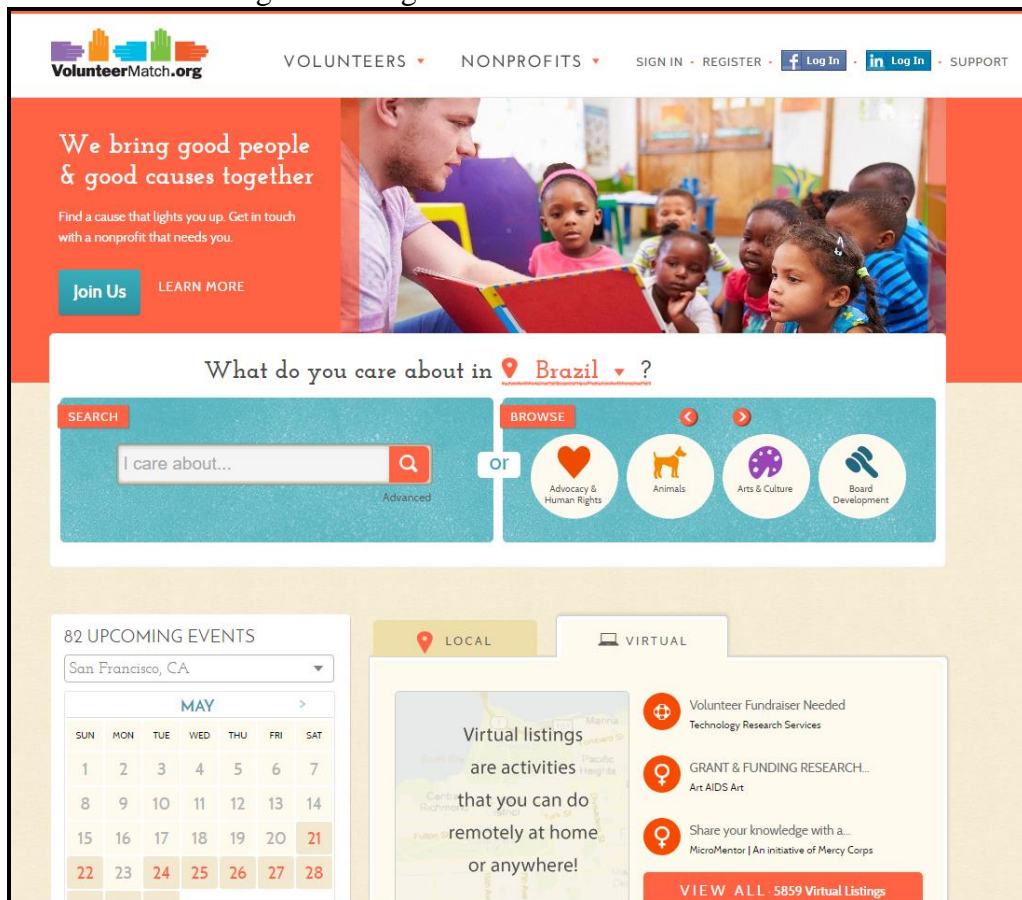 VolunteerMatch.org
VOLUNTEERS NONPROFITS SIGN IN • REGISTER • f Log In • in Log In • SUPPORT
We bring good people
& good causes together
Find a cause that lights you up. Get in touch
with a nonprofit that needs you.
Join Us LEARN MORE
What do you care about in Brazil ?
SEARCH
I care about...
Advanced
or
BROWSE
Advocacy &
Human Rights
Animals
Arts & Culture
Board
Development
82 UPCOMING EVENTS
San Francisco, CA
MAY >
SUN MON TUE WED THU FRI SAT
1 2 3 4 5 6 7
8 9 10 11 12 13 14
15 16 17 18 19 20 21
22 23 24 25 26 27 28
LOCAL
VIRTUAL
Virtual listings
are activities
that you can do
remotely at home
or anywhere!
Volunteer Fundraiser Needed
Technology Research Services
GRANT & FUNDING RESEARCH...
Art AIDS Art
Share your knowledge with a...
MicroMentor | An initiative of Mercy Corps
VIEW ALL - 5859 Virtual Listings